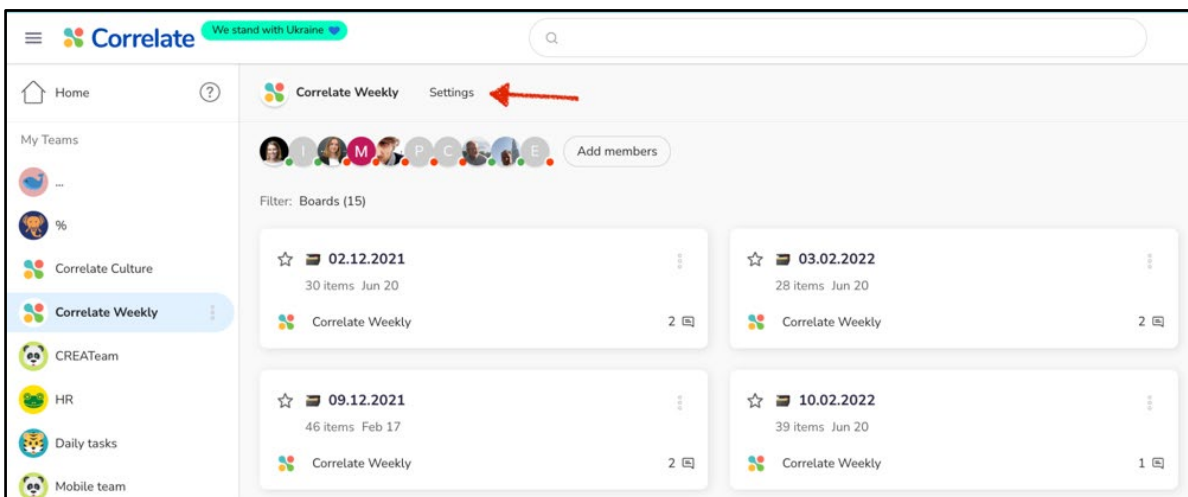 Correlate
We stand with Ukraine 💙
Home
?
Correlate Weekly Settings
My Teams
I M P C E Add members
...
%
Filter: Boards (15)
Correlate Culture
Correlate Weekly
CREATeam
HR
Daily tasks
Mobile team
02.12.2021
30 items Jun 20
Correlate Weekly 2
03.02.2022
28 items Jun 20
Correlate Weekly 2
09.12.2021
46 items Feb 17
Correlate Weekly 2
10.02.2022
39 items Jun 20
Correlate Weekly 1